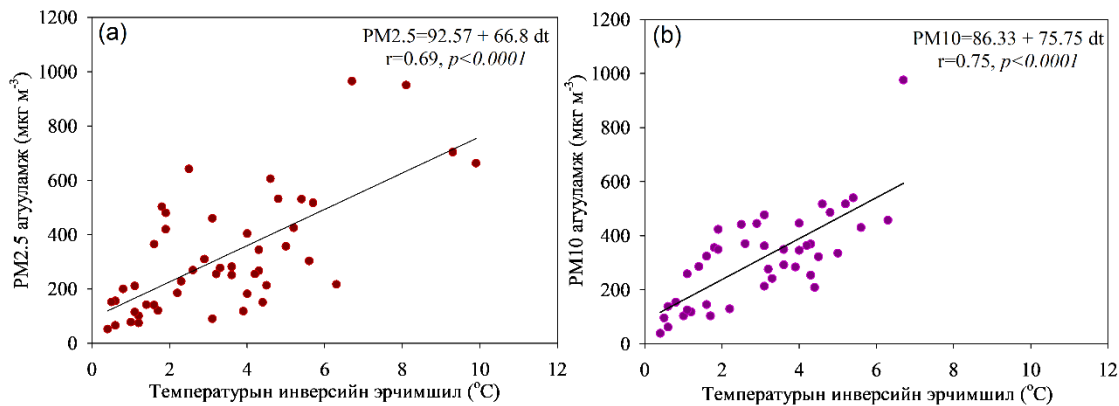 (a)
PM2.5=92.57 + 66.8 dt
r=0.69, p<0.0001
PM2.5 агууламж (мкг м-3)
1200
1000
800
600
400
200
0
0 2 4 6 8 10 12
Температурын инверсийн эрчимшил (oC)
(b)
PM10=86.33 + 75.75 dt
r=0.75, p<0.0001
PM10 агууламж (мкг м-3)
1200
1000
800
600
400
200
0
0 2 4 6 8 10 12
Температурын инверсийн эрчимшил (oC)